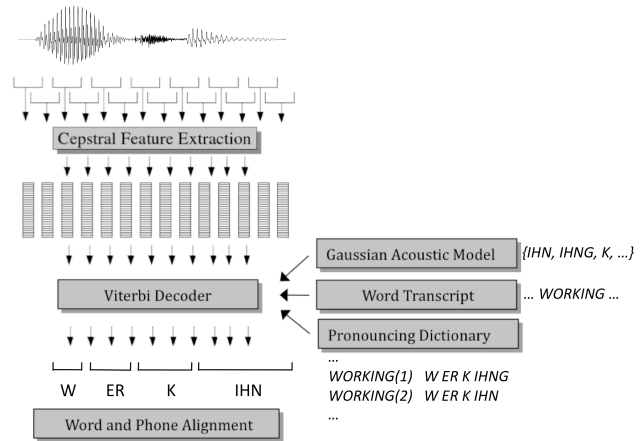 Cepstral Feature Extraction
Gaussian Acoustic Model
{IHN, IHNG, K, ...}
Viterbi Decoder
Word Transcript
... WORKING ...
Pronouncing Dictionary
...
WORKING(1) W ER K IHNG
WORKING(2) W ER K IHN
...
W ER K IHN
Word and Phone Alignment